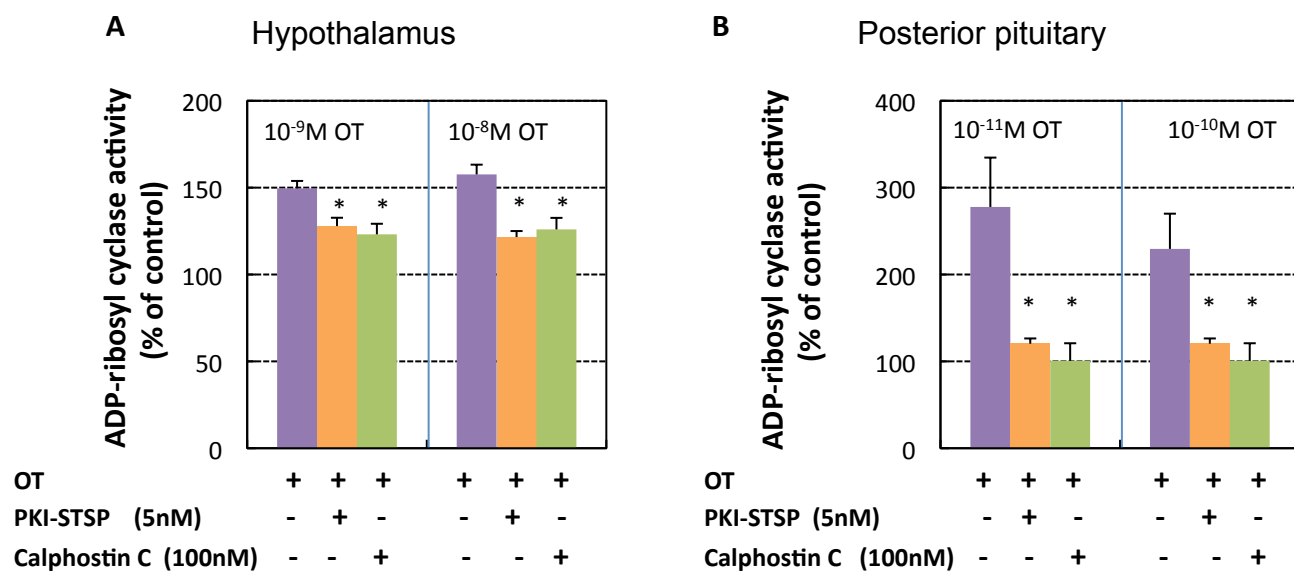 A Hypothalamus
ADP-ribosyl cyclase activity
(% of control)
200
150
100
50
0
10⁻⁹M OT
10⁻⁸M OT
* * * *
OT + + + + + +
PKI-STSP (5nM) - + - - + -
Calphostin C (100nM) - - + - - +
B Posterior pituitary
ADP-ribosyl cyclase activity
(% of control)
400
300
200
100
0
10⁻¹¹M OT
10⁻¹⁰M OT
* * * *
OT + + + + + +
PKI-STSP (5nM) - + - - + -
Calphostin C (100nM) - - + - - +